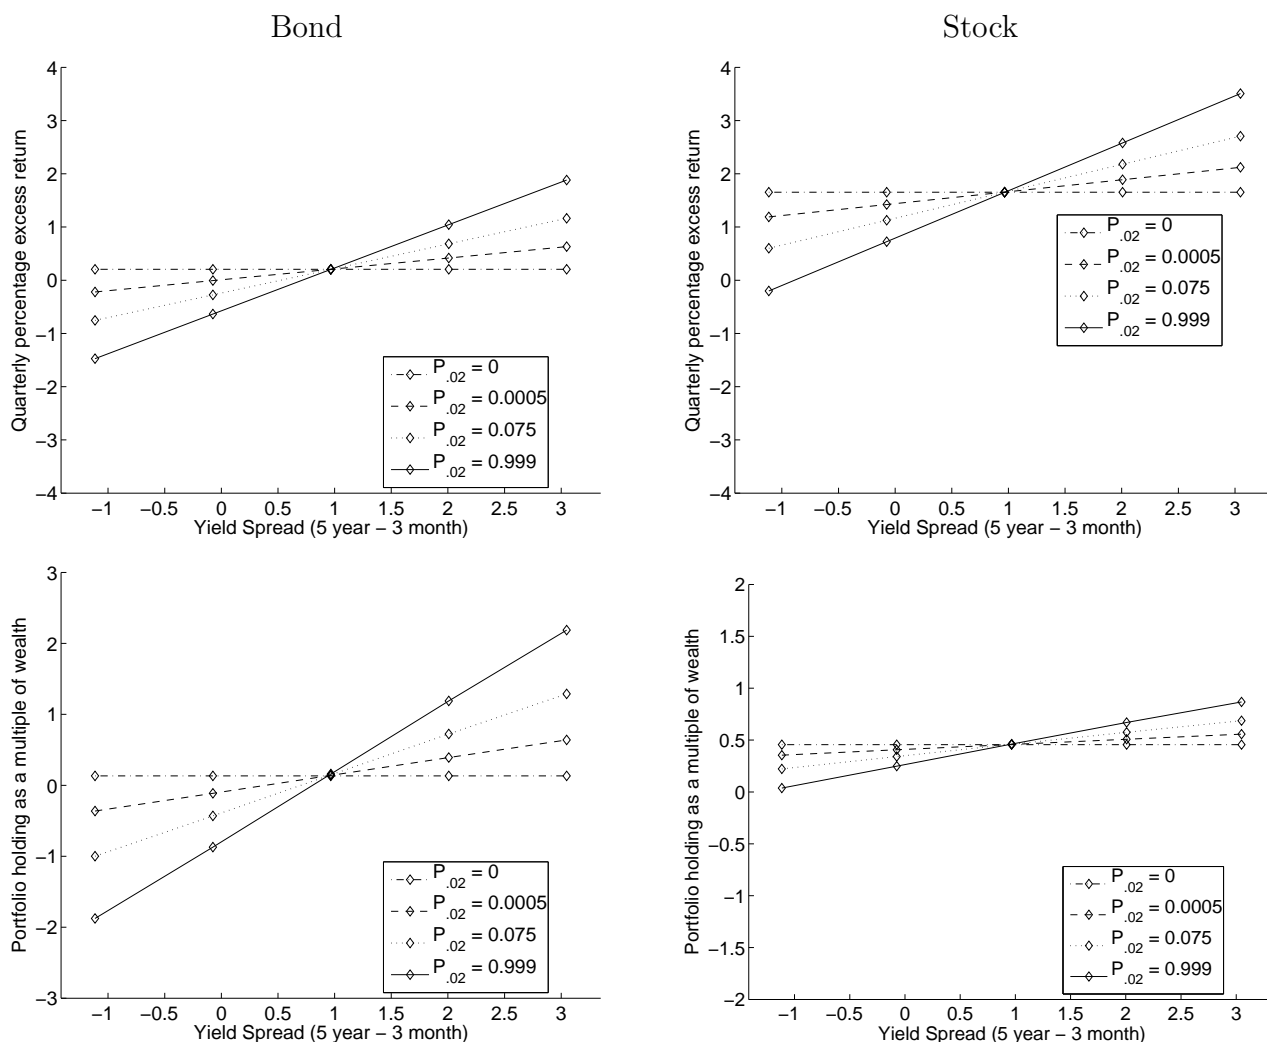 Bond
Quarterly percentage excess return
4
3
2
1
0
−1
−2
−3
−4
P.02 = 0
P.02 = 0.0005
P.02 = 0.075
P.02 = 0.999
−1 −0.5 0 0.5 1 1.5 2 2.5 3
Yield Spread (5 year − 3 month)
Stock
Quarterly percentage excess return
4
3
2
1
0
−1
−2
−3
−4
P.02 = 0
P.02 = 0.0005
P.02 = 0.075
P.02 = 0.999
−1 −0.5 0 0.5 1 1.5 2 2.5 3
Yield Spread (5 year − 3 month)
Portfolio holding as a multiple of wealth
3
2
1
0
−1
−2
−3
P.02 = 0
P.02 = 0.0005
P.02 = 0.075
P.02 = 0.999
−1 −0.5 0 0.5 1 1.5 2 2.5 3
Yield Spread (5 year − 3 month)
Portfolio holding as a multiple of wealth
2
1.5
1
0.5
0
−0.5
−1
−1.5
−2
P.02 = 0
P.02 = 0.0005
P.02 = 0.075
P.02 = 0.999
−1 −0.5 0 0.5 1 1.5 2 2.5 3
Yield Spread (5 year − 3 month)